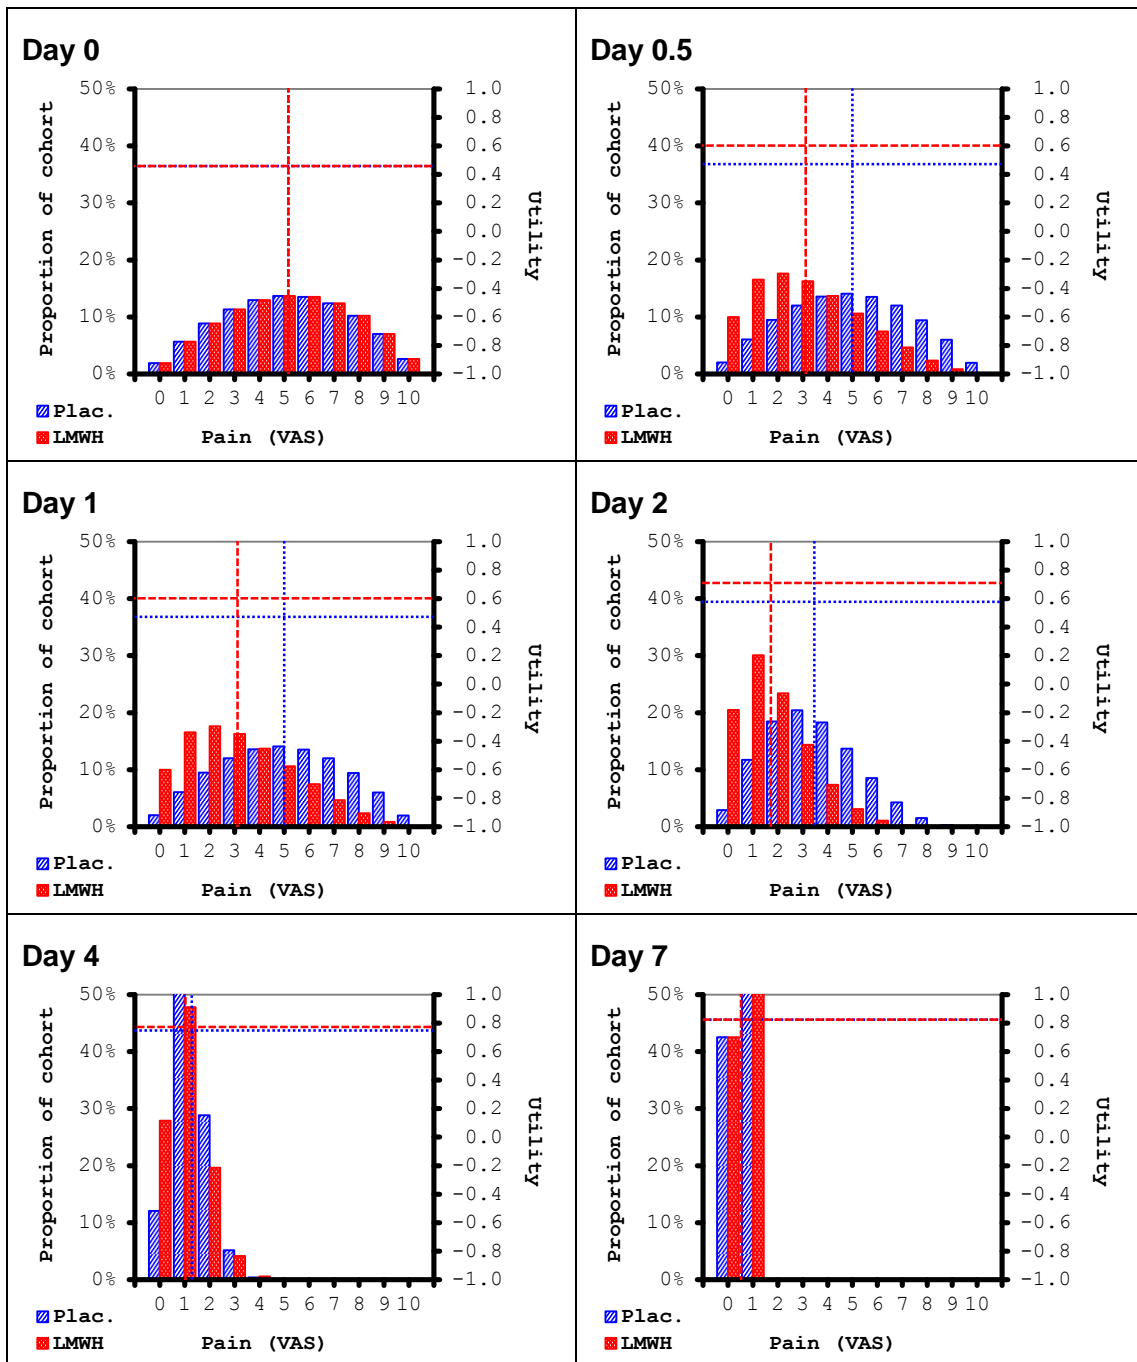 Day 0
50% 1.0
0.8
40% 0.6
0.4
30% 0.2
0.0
20% -0.2
-0.4
10% -0.6
-0.8
0% -1.0
Proportion of cohort
Utility
0 1 2 3 4 5 6 7 8 9 10
Plac.
LMWH
Pain (VAS)
Day 0.5
50% 1.0
0.8
40% 0.6
0.4
30% 0.2
0.0
20% -0.2
-0.4
10% -0.6
-0.8
0% -1.0
Proportion of cohort
Utility
0 1 2 3 4 5 6 7 8 9 10
Plac.
LMWH
Pain (VAS)
Day 1
50% 1.0
0.8
40% 0.6
0.4
30% 0.2
0.0
20% -0.2
-0.4
10% -0.6
-0.8
0% -1.0
Proportion of cohort
Utility
0 1 2 3 4 5 6 7 8 9 10
Plac.
LMWH
Pain (VAS)
Day 2
50% 1.0
0.8
40% 0.6
0.4
30% 0.2
0.0
20% -0.2
-0.4
10% -0.6
-0.8
0% -1.0
Proportion of cohort
Utility
0 1 2 3 4 5 6 7 8 9 10
Plac.
LMWH
Pain (VAS)
Day 4
50% 1.0
0.8
40% 0.6
0.4
30% 0.2
0.0
20% -0.2
-0.4
10% -0.6
-0.8
0% -1.0
Proportion of cohort
Utility
0 1 2 3 4 5 6 7 8 9 10
Plac.
LMWH
Pain (VAS)
Day 7
50% 1.0
0.8
40% 0.6
0.4
30% 0.2
0.0
20% -0.2
-0.4
10% -0.6
-0.8
0% -1.0
Proportion of cohort
Utility
0 1 2 3 4 5 6 7 8 9 10
Plac.
LMWH
Pain (VAS)